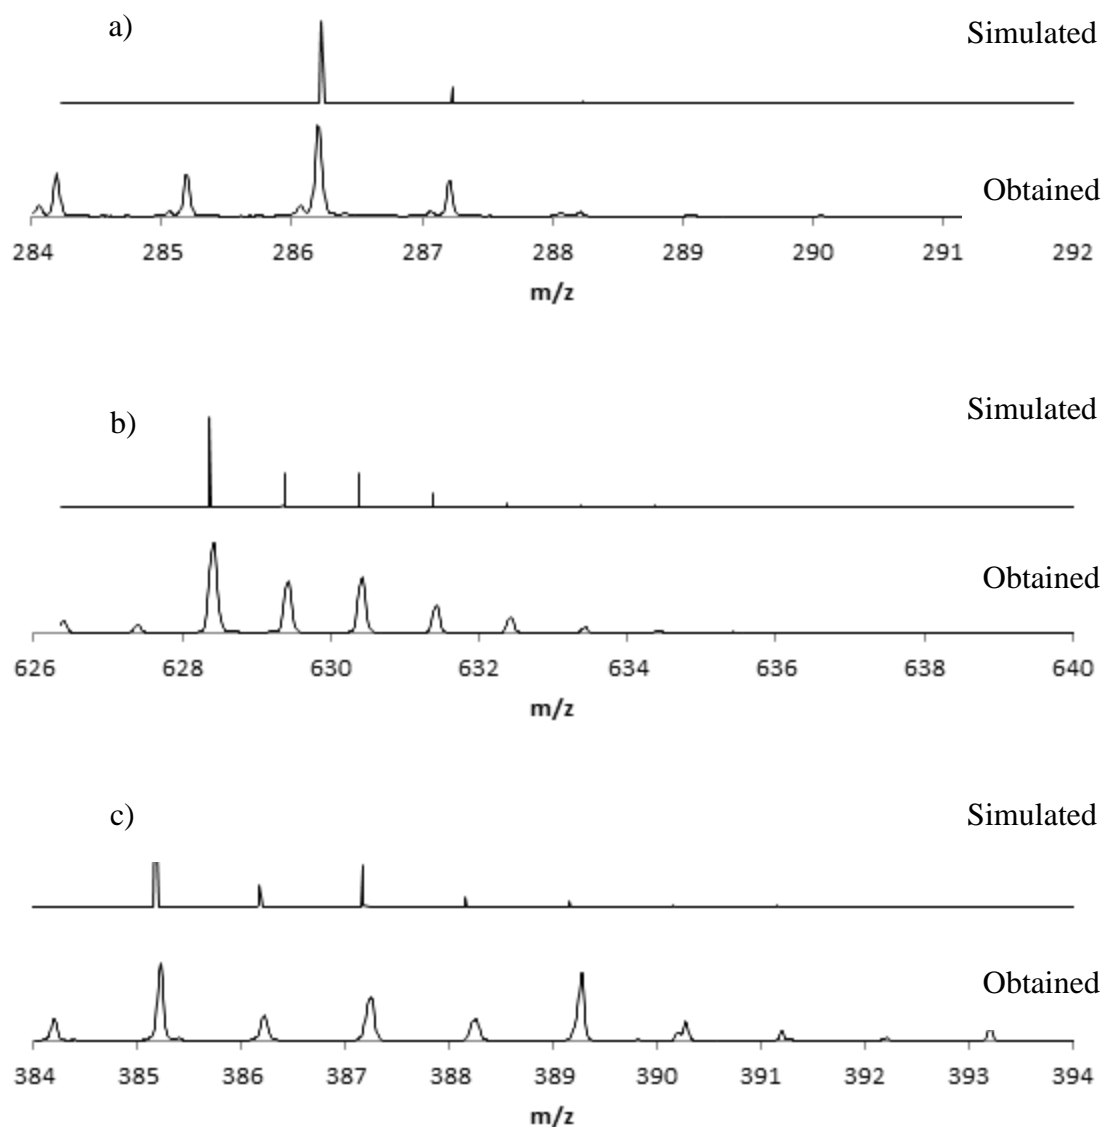 a)
Simulated
Obtained
284 285 286 287 288 289 290 291 292
m/z
b)
Simulated
Obtained
626 628 630 632 634 636 638 640
m/z
c)
Simulated
Obtained
384 385 386 387 388 389 390 391 392 393 394
m/z